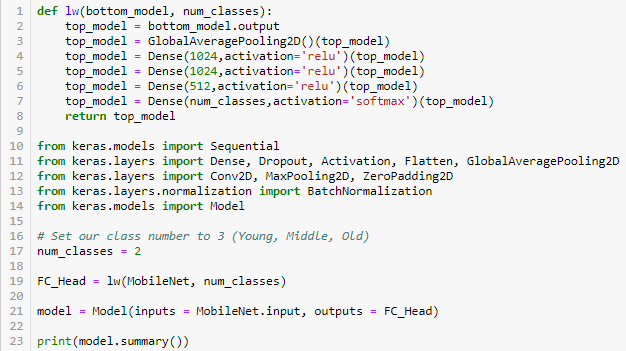 1 def lw(bottom_model, num_classes):
2     top_model = bottom_model.output
3     top_model = GlobalAveragePooling2D()(top_model)
4     top_model = Dense(1024,activation='relu')(top_model)
5     top_model = Dense(1024,activation='relu')(top_model)
6     top_model = Dense(512,activation='relu')(top_model)
7     top_model = Dense(num_classes,activation='softmax')(top_model)
8     return top_model
9
10 from keras.models import Sequential
11 from keras.layers import Dense, Dropout, Activation, Flatten, GlobalAveragePooling2D
12 from keras.layers import Conv2D, MaxPooling2D, ZeroPadding2D
13 from keras.layers.normalization import BatchNormalization
14 from keras.models import Model
15
16 # Set our class number to 3 (Young, Middle, Old)
17 num_classes = 2
18
19 FC_Head = lw(MobileNet, num_classes)
20
21 model = Model(inputs = MobileNet.input, outputs = FC_Head)
22
23 print(model.summary())